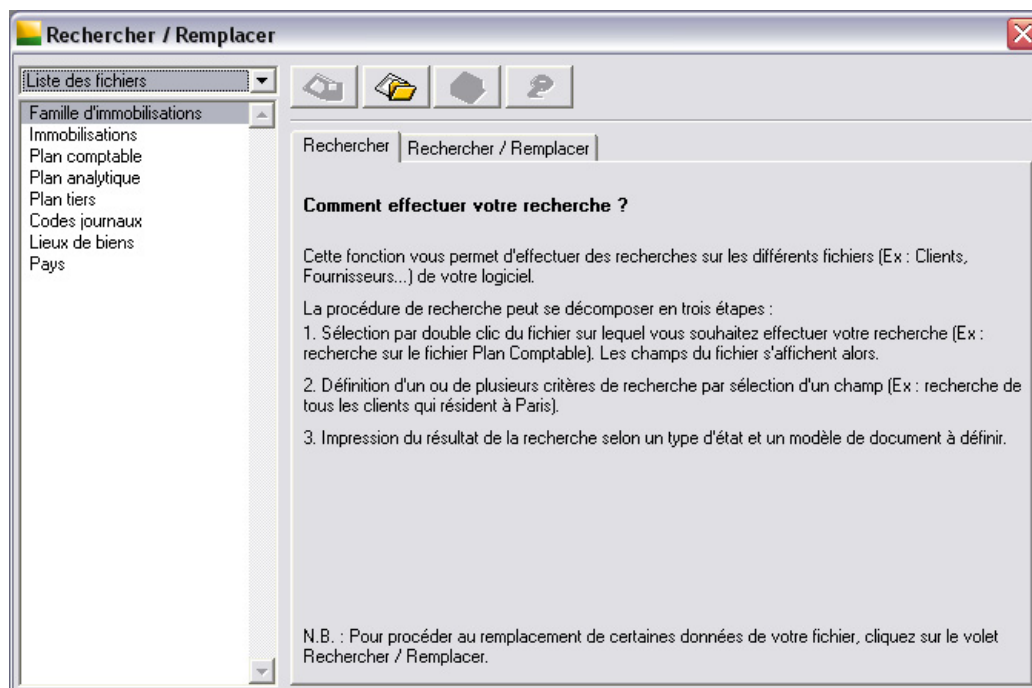 Rechercher / Remplacer
Liste des fichiers
Famille d'immobilisations
Immobilisations
Plan comptable
Plan analytique
Plan tiers
Codes journaux
Lieux de biens
Pays
Rechercher
Rechercher / Remplacer
Comment effectuer votre recherche ?
Cette fonction vous permet d'effectuer des recherches sur les différents fichiers (Ex : Clients,
Fournisseurs...) de votre logiciel.
La procédure de recherche peut se décomposer en trois étapes :
1. Sélection par double clic du fichier sur lequel vous souhaitez effectuer votre recherche (Ex :
recherche sur le fichier Plan Comptable). Les champs du fichier s'affichent alors.
2. Définition d'un ou de plusieurs critères de recherche par sélection d'un champ (Ex : recherche de
tous les clients qui résident à Paris).
3. Impression du résultat de la recherche selon un type d'état et un modèle de document à définir.
N.B. : Pour procéder au remplacement de certaines données de votre fichier, cliquez sur le volet
Rechercher / Remplacer.